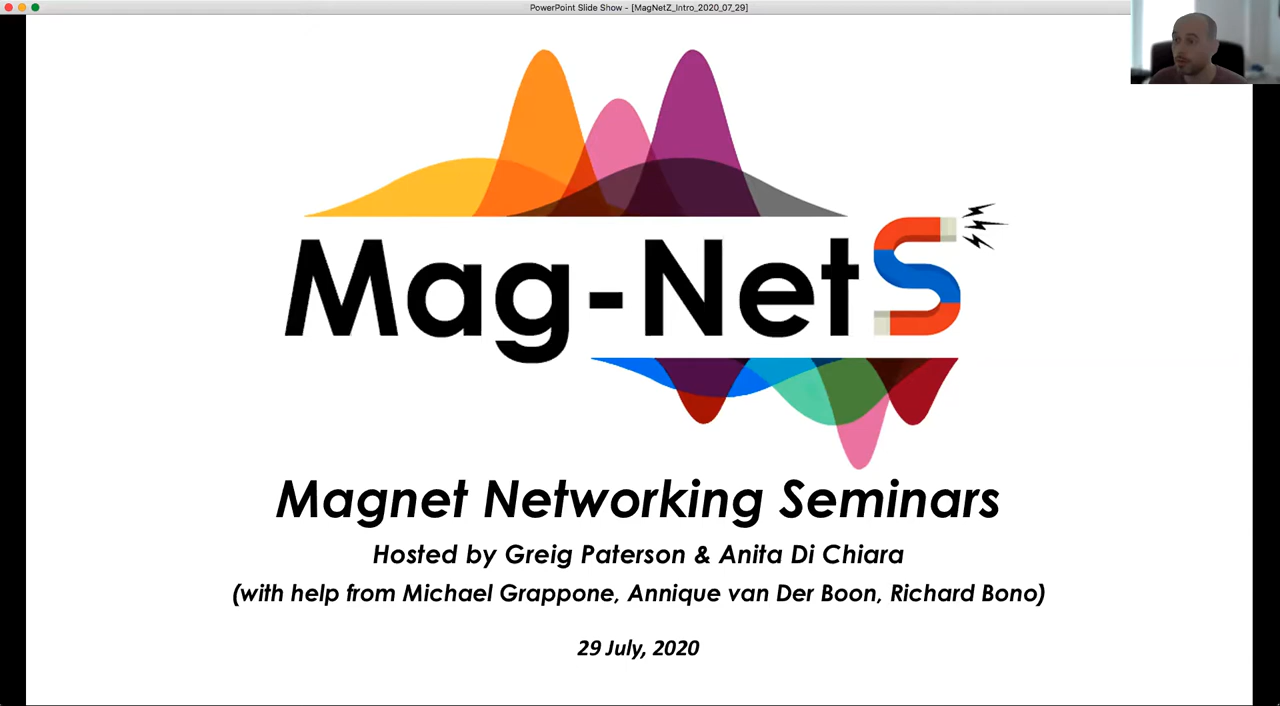 PowerPoint Slide Show - [MagNetZ_Intro_2020_07_29]
Mag-NetS
Magnet Networking Seminars
Hosted by Greig Paterson & Anita Di Chiara
(with help from Michael Grappone, Annique van Der Boon, Richard Bono)
29 July, 2020